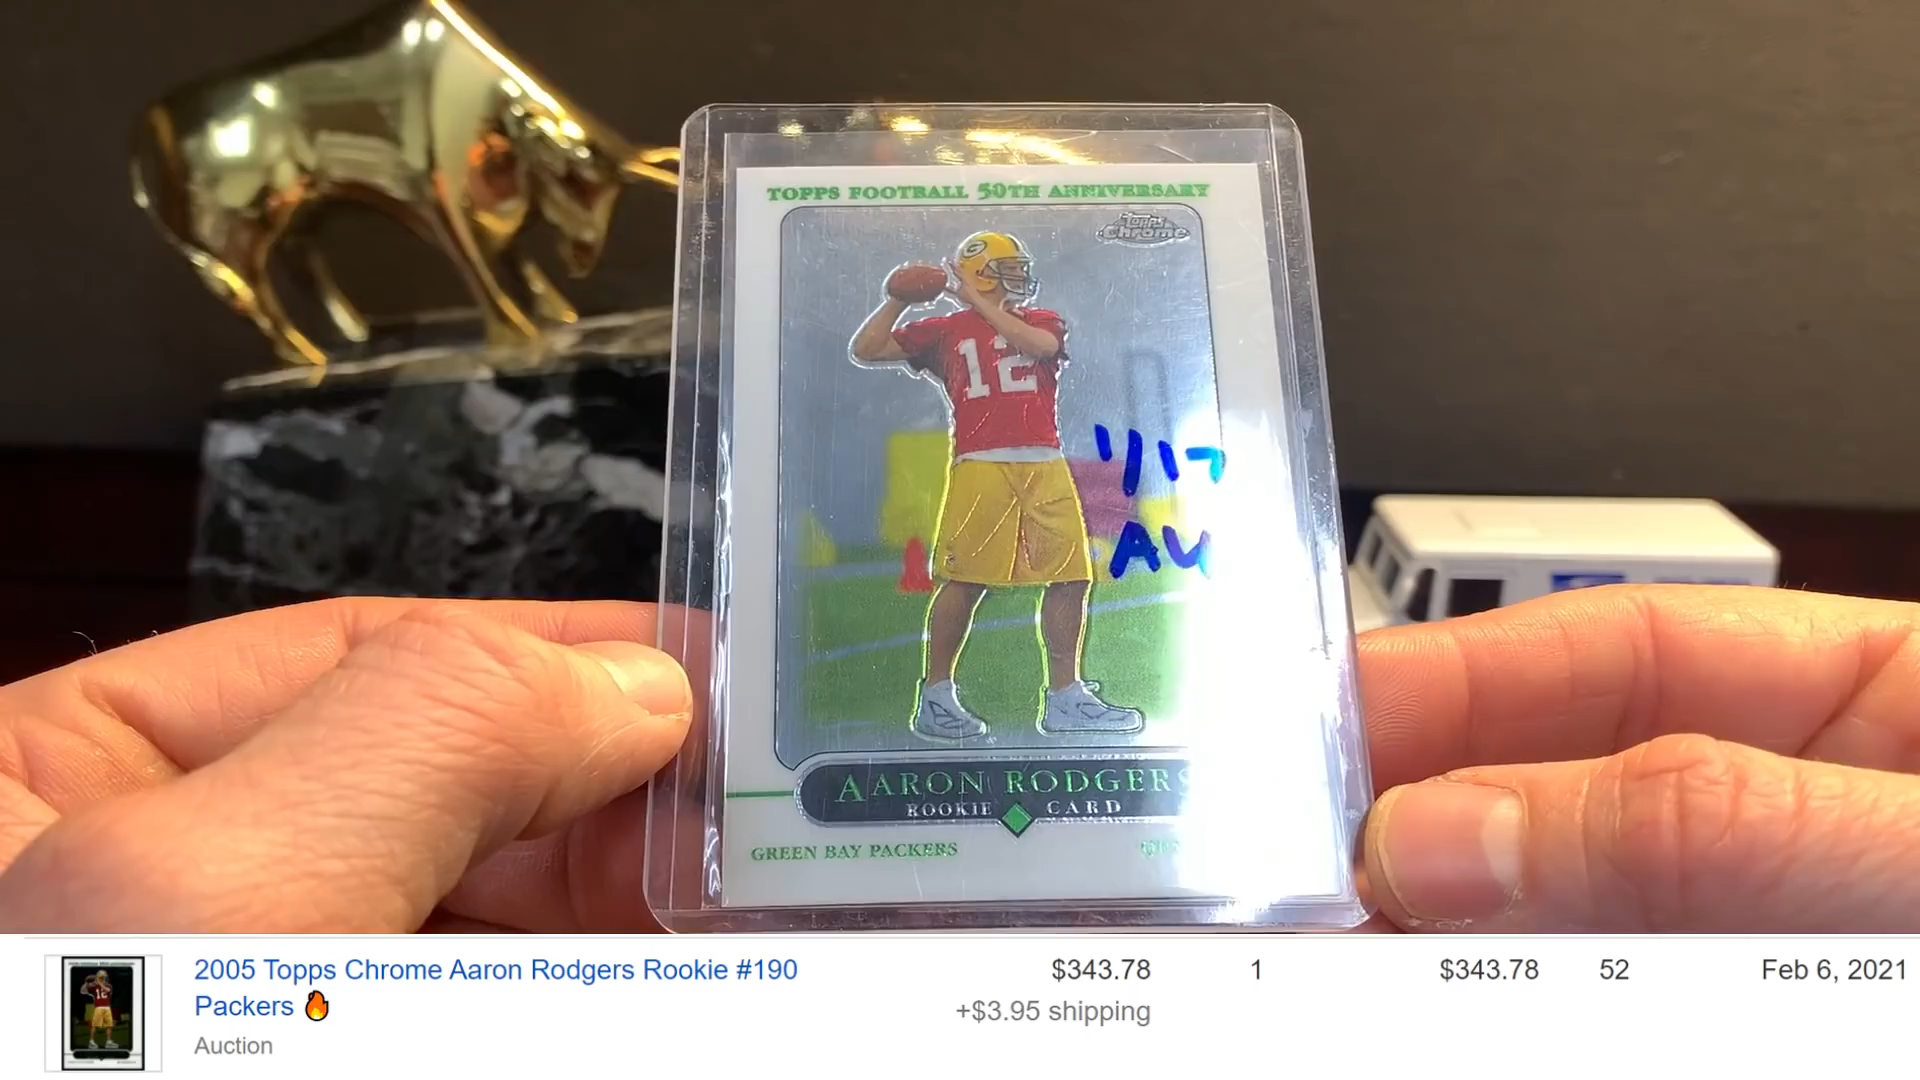 TOPPS FOOTBALL 50TH ANNIVERSARY
Topps
Chrome
12
1/17
AARON RODGERS
ROOKIE CARD
GREEN BAY PACKERS
2005 Topps Chrome Aaron Rodgers Rookie #190 $343.78 1 $343.78 52 Feb 6, 2021
Packers 🔥 +$3.95 shipping
Auction